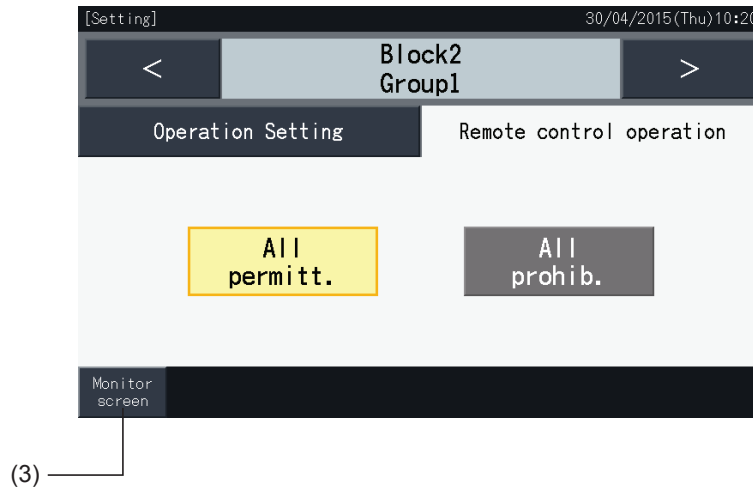 [Setting]
30/04/2015(Thu)10:20
<
Block2
Group1
>
Operation Setting
Remote control operation
All
permitt.
All
prohib.
Monitor
screen
(3)